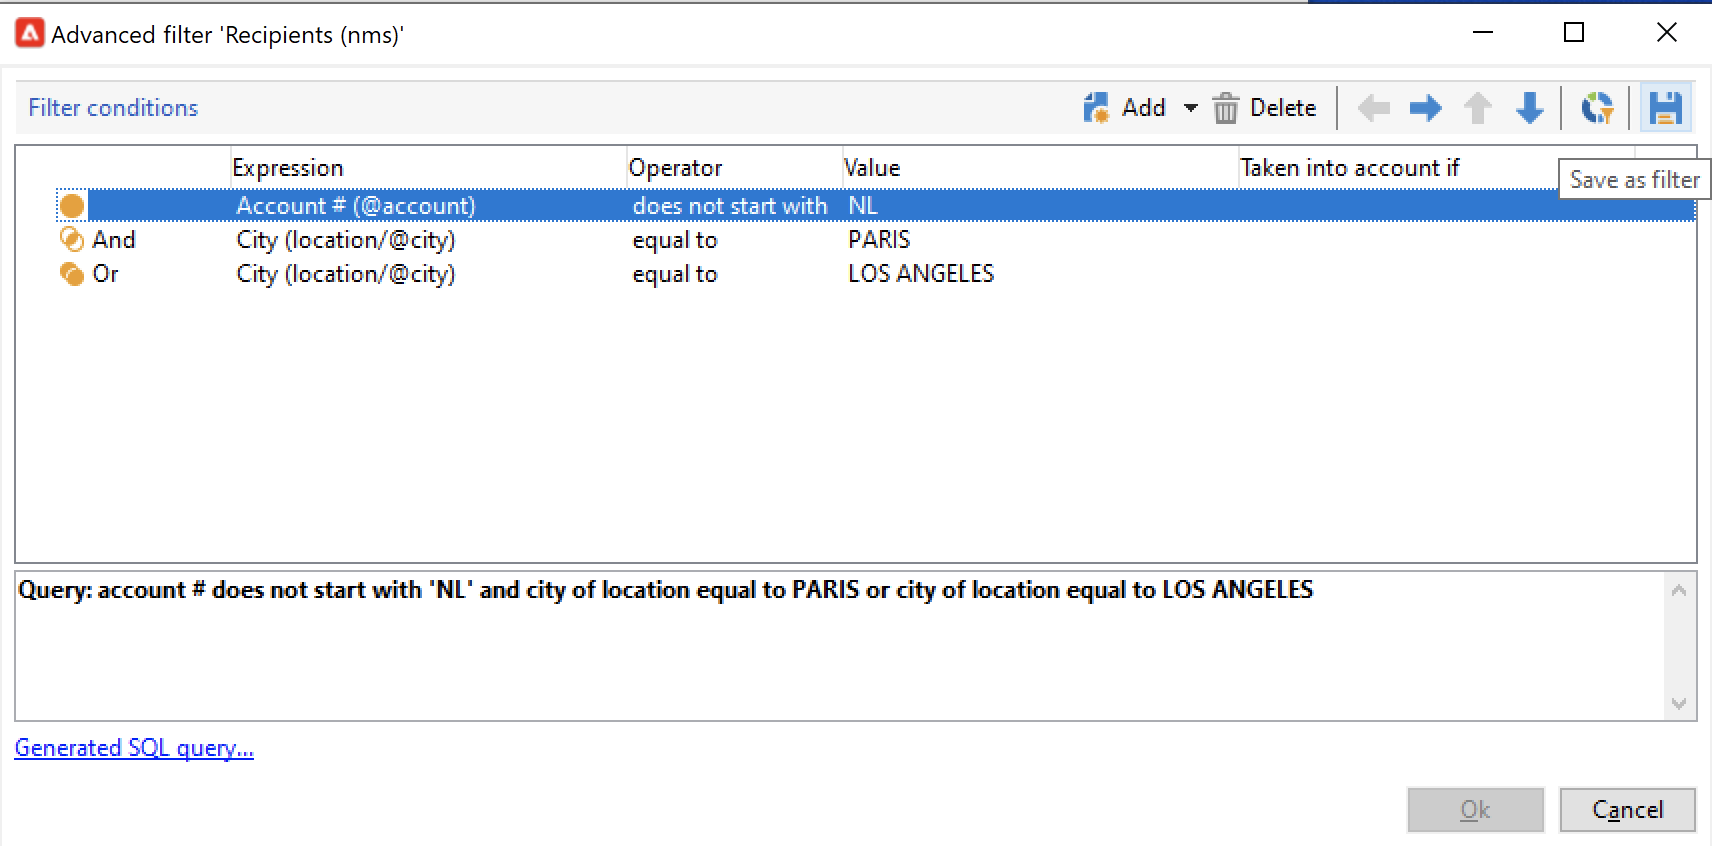 Advanced filter 'Recipients (nms)'
Filter conditions
Add
Delete
Expression Operator Value Taken into account if
Save as filter
Account # (@account) does not start with NL
And City (location/@city) equal to PARIS
Or City (location/@city) equal to LOS ANGELES
Query: account # does not start with 'NL' and city of location equal to PARIS or city of location equal to LOS ANGELES
Generated SQL query...
Ok
Cancel